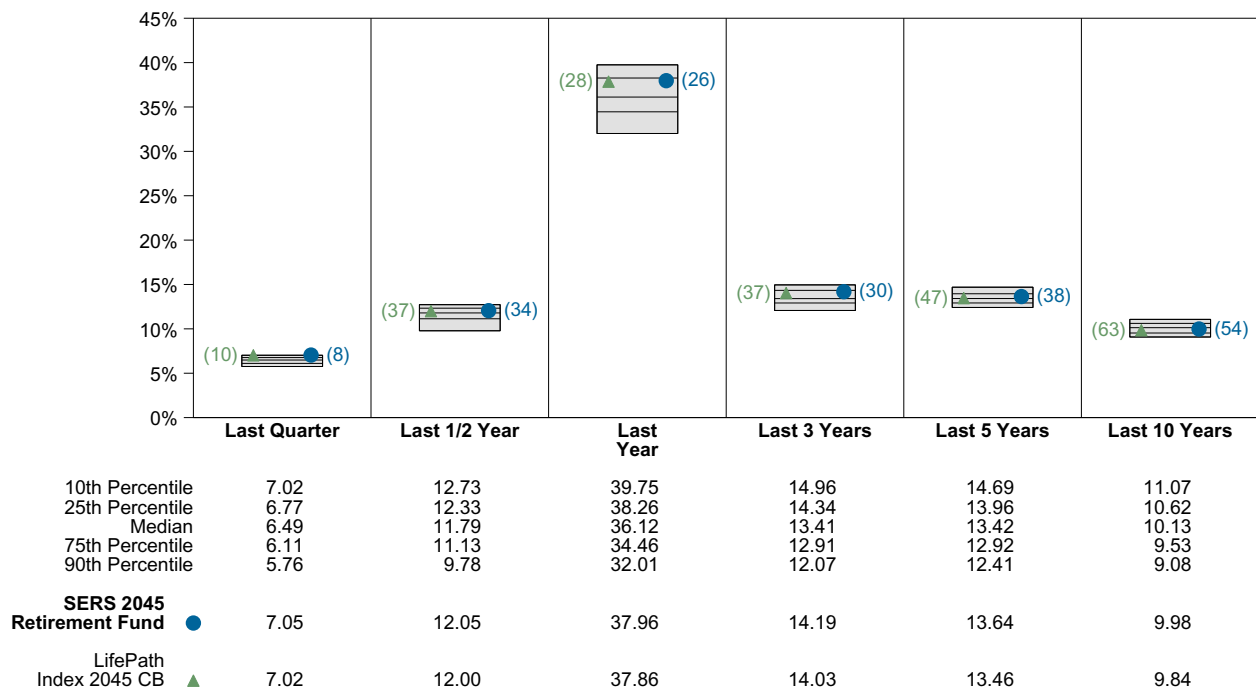 45%
40%
35%
30%
25%
20%
15%
10%
5%
0%
(10) (8)
(37) (34)
(28) (26)
(37) (30)
(47) (38)
(63) (54)
Last Quarter Last 1/2 Year Last Year Last 3 Years Last 5 Years Last 10 Years
10th Percentile 7.02 12.73 39.75 14.96 14.69 11.07
25th Percentile 6.77 12.33 38.26 14.34 13.96 10.62
Median 6.49 11.79 36.12 13.41 13.42 10.13
75th Percentile 6.11 11.13 34.46 12.91 12.92 9.53
90th Percentile 5.76 9.78 32.01 12.07 12.41 9.08
SERS 2045
Retirement Fund 7.05 12.05 37.96 14.19 13.64 9.98
LifePath
Index 2045 CB 7.02 12.00 37.86 14.03 13.46 9.84